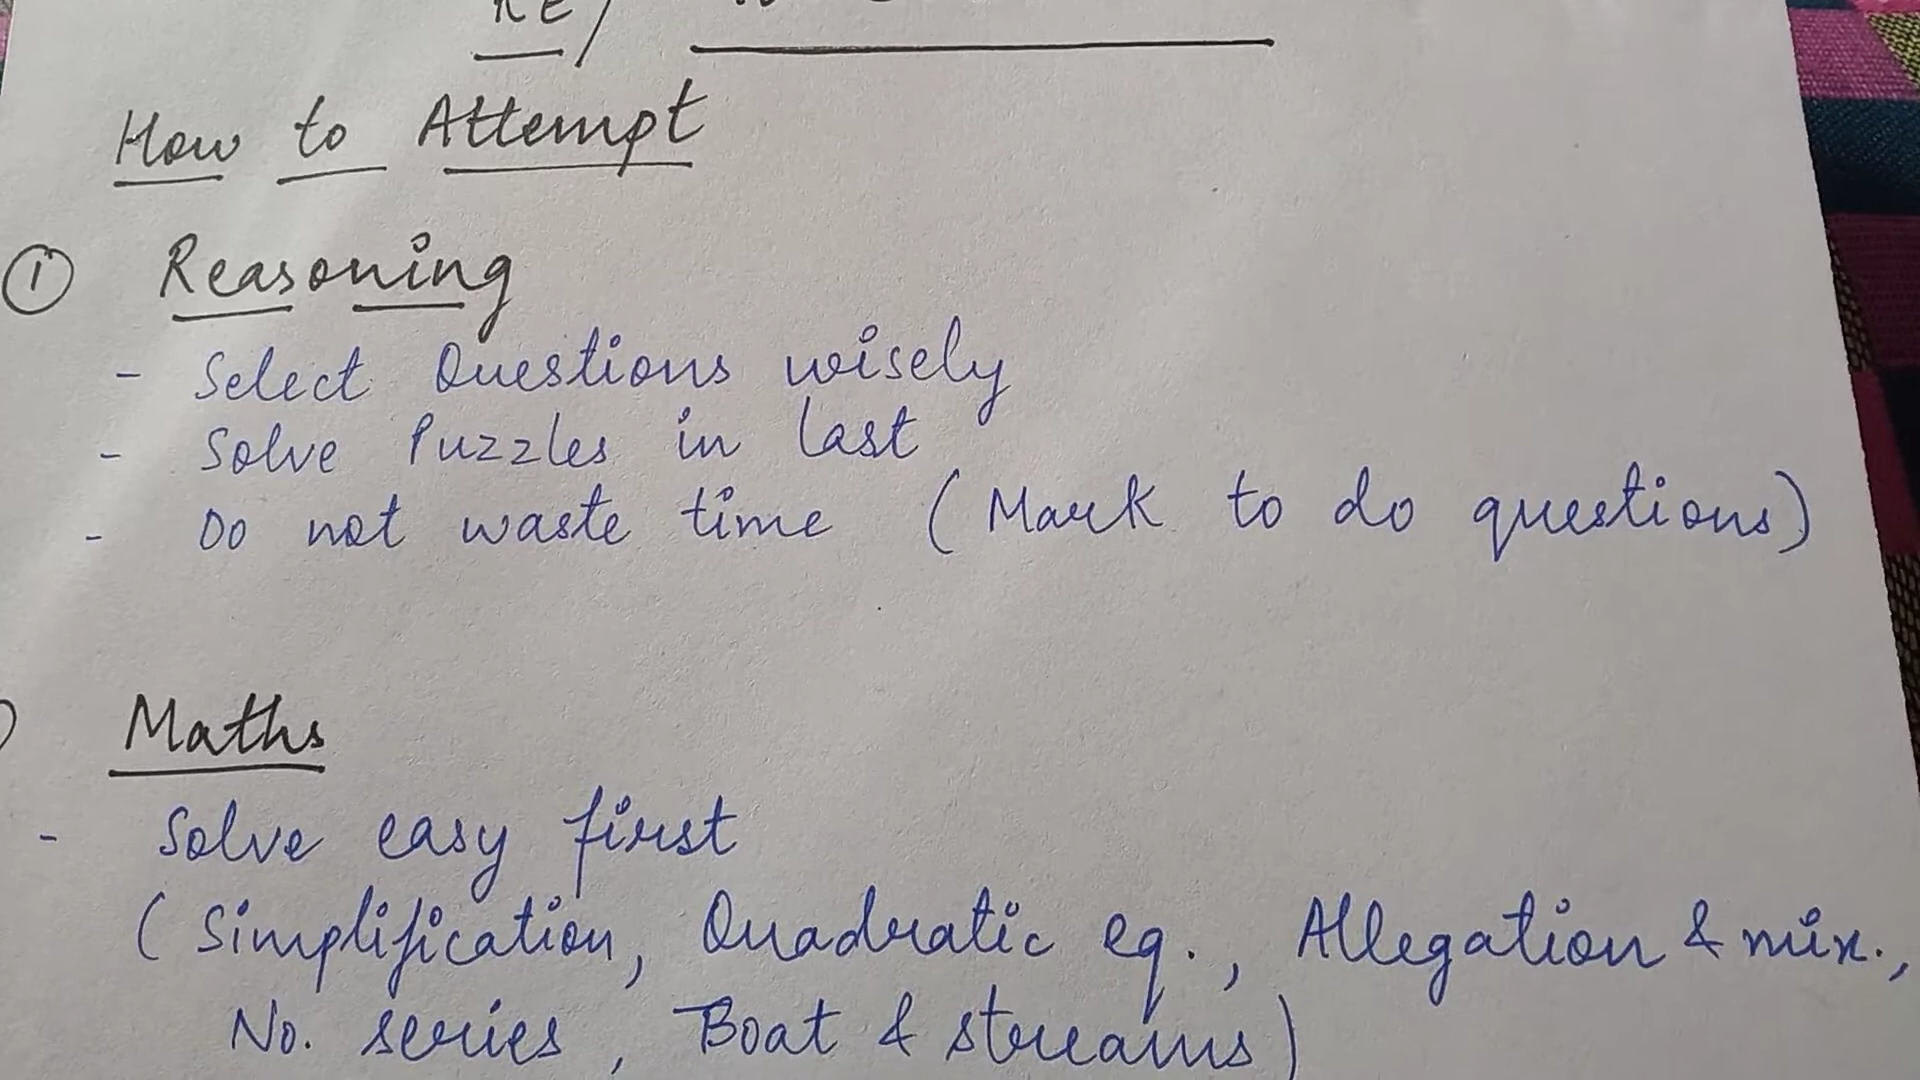 How to Attempt
① Reasoning
- Select Questions wisely
- Solve Puzzles in last
- Do not waste time (Mark to do questions)
Maths
- Solve easy first
(Simplification, Quadratic eq., Allegation & mix.,
No. series, Boat & streams)